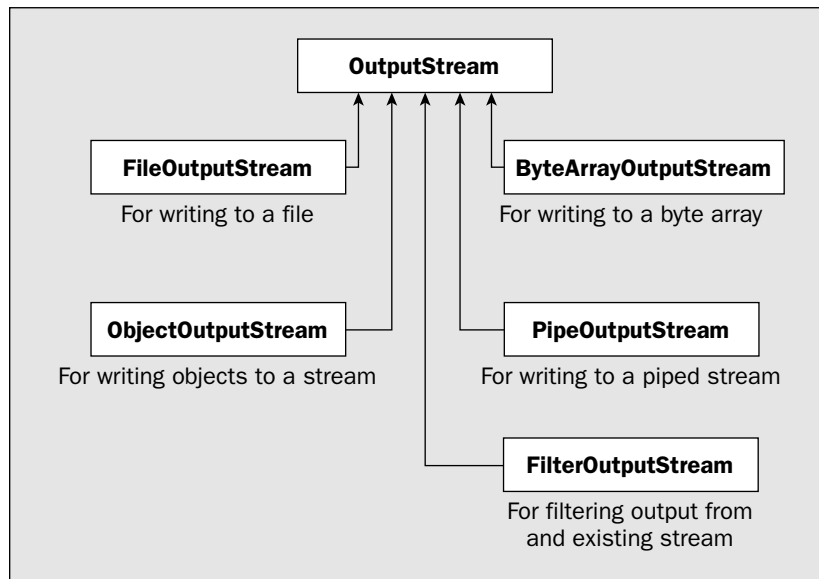 OutputStream
FileOutputStream
For writing to a file
ByteArrayOutputStream
For writing to a byte array
ObjectOutputStream
For writing objects to a stream
PipeOutputStream
For writing to a piped stream
FilterOutputStream
For filtering output from
and existing stream